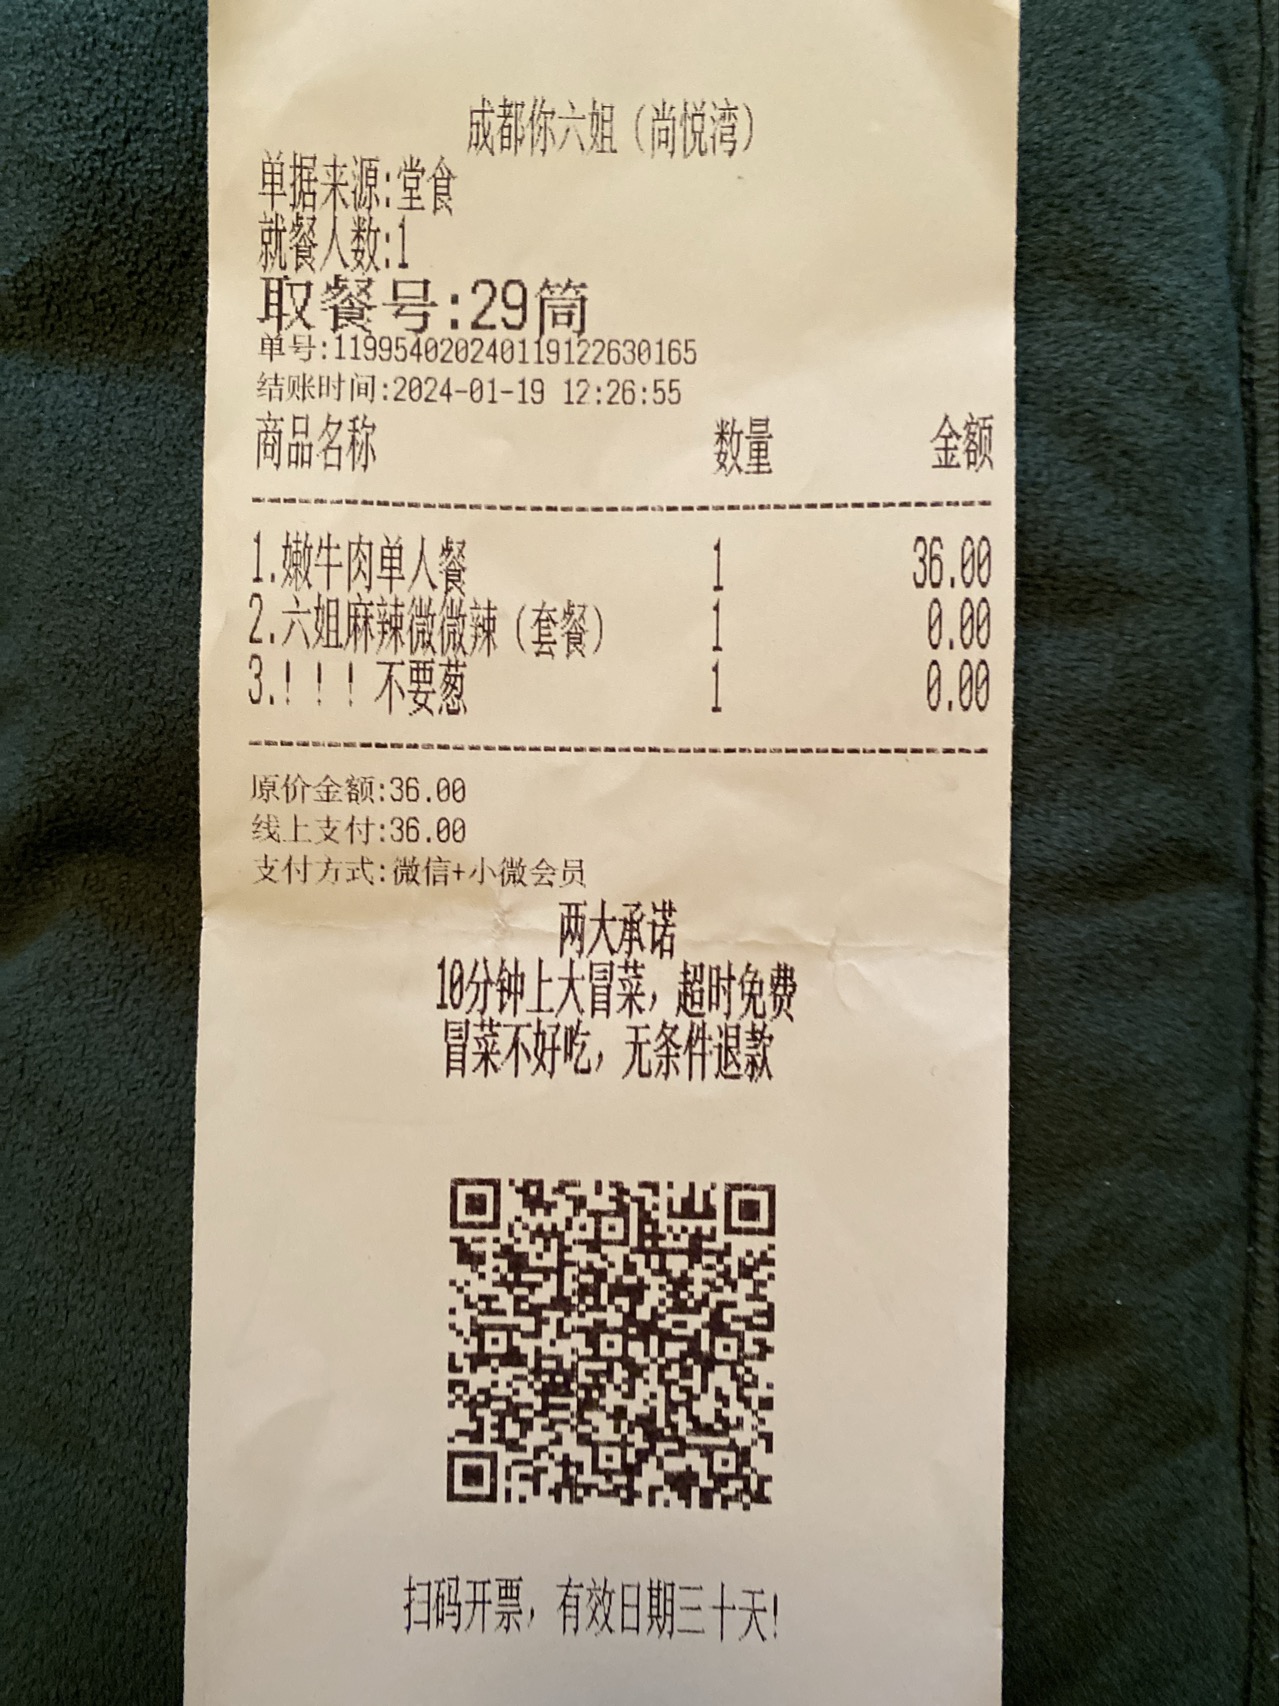 成都你六姐（尚悦湾）
单据来源:堂食
就餐人数:1
取餐号:29筒
单号:119954020240119122630165
结账时间:2024-01-19 12:26:55
商品名称 数量 金额
1.嫩牛肉单人餐 1 36.00
2.六姐麻辣微微辣（套餐） 1 0.00
3.！！！不要葱 1 0.00
原价金额:36.00
线上支付:36.00
支付方式:微信+小微会员
两大承诺
10分钟上大冒菜，超时免费
冒菜不好吃，无条件退款
扫码开票，有效日期三十天!